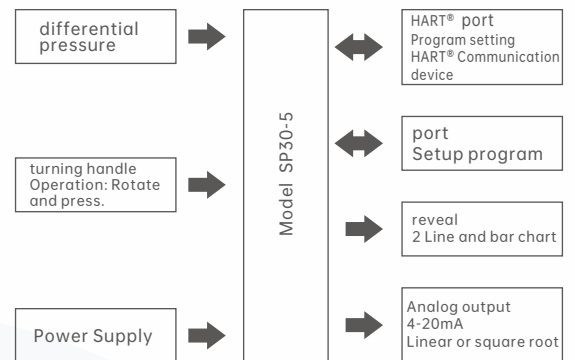 differential
pressure
turning handle
Operation: Rotate
and press.
Power Supply
Model SP30-5
HART® port
Program setting
HART® Communication
device
port
Setup program
reveal
2 Line and bar chart
Analog output
4-20mA
Linear or square root